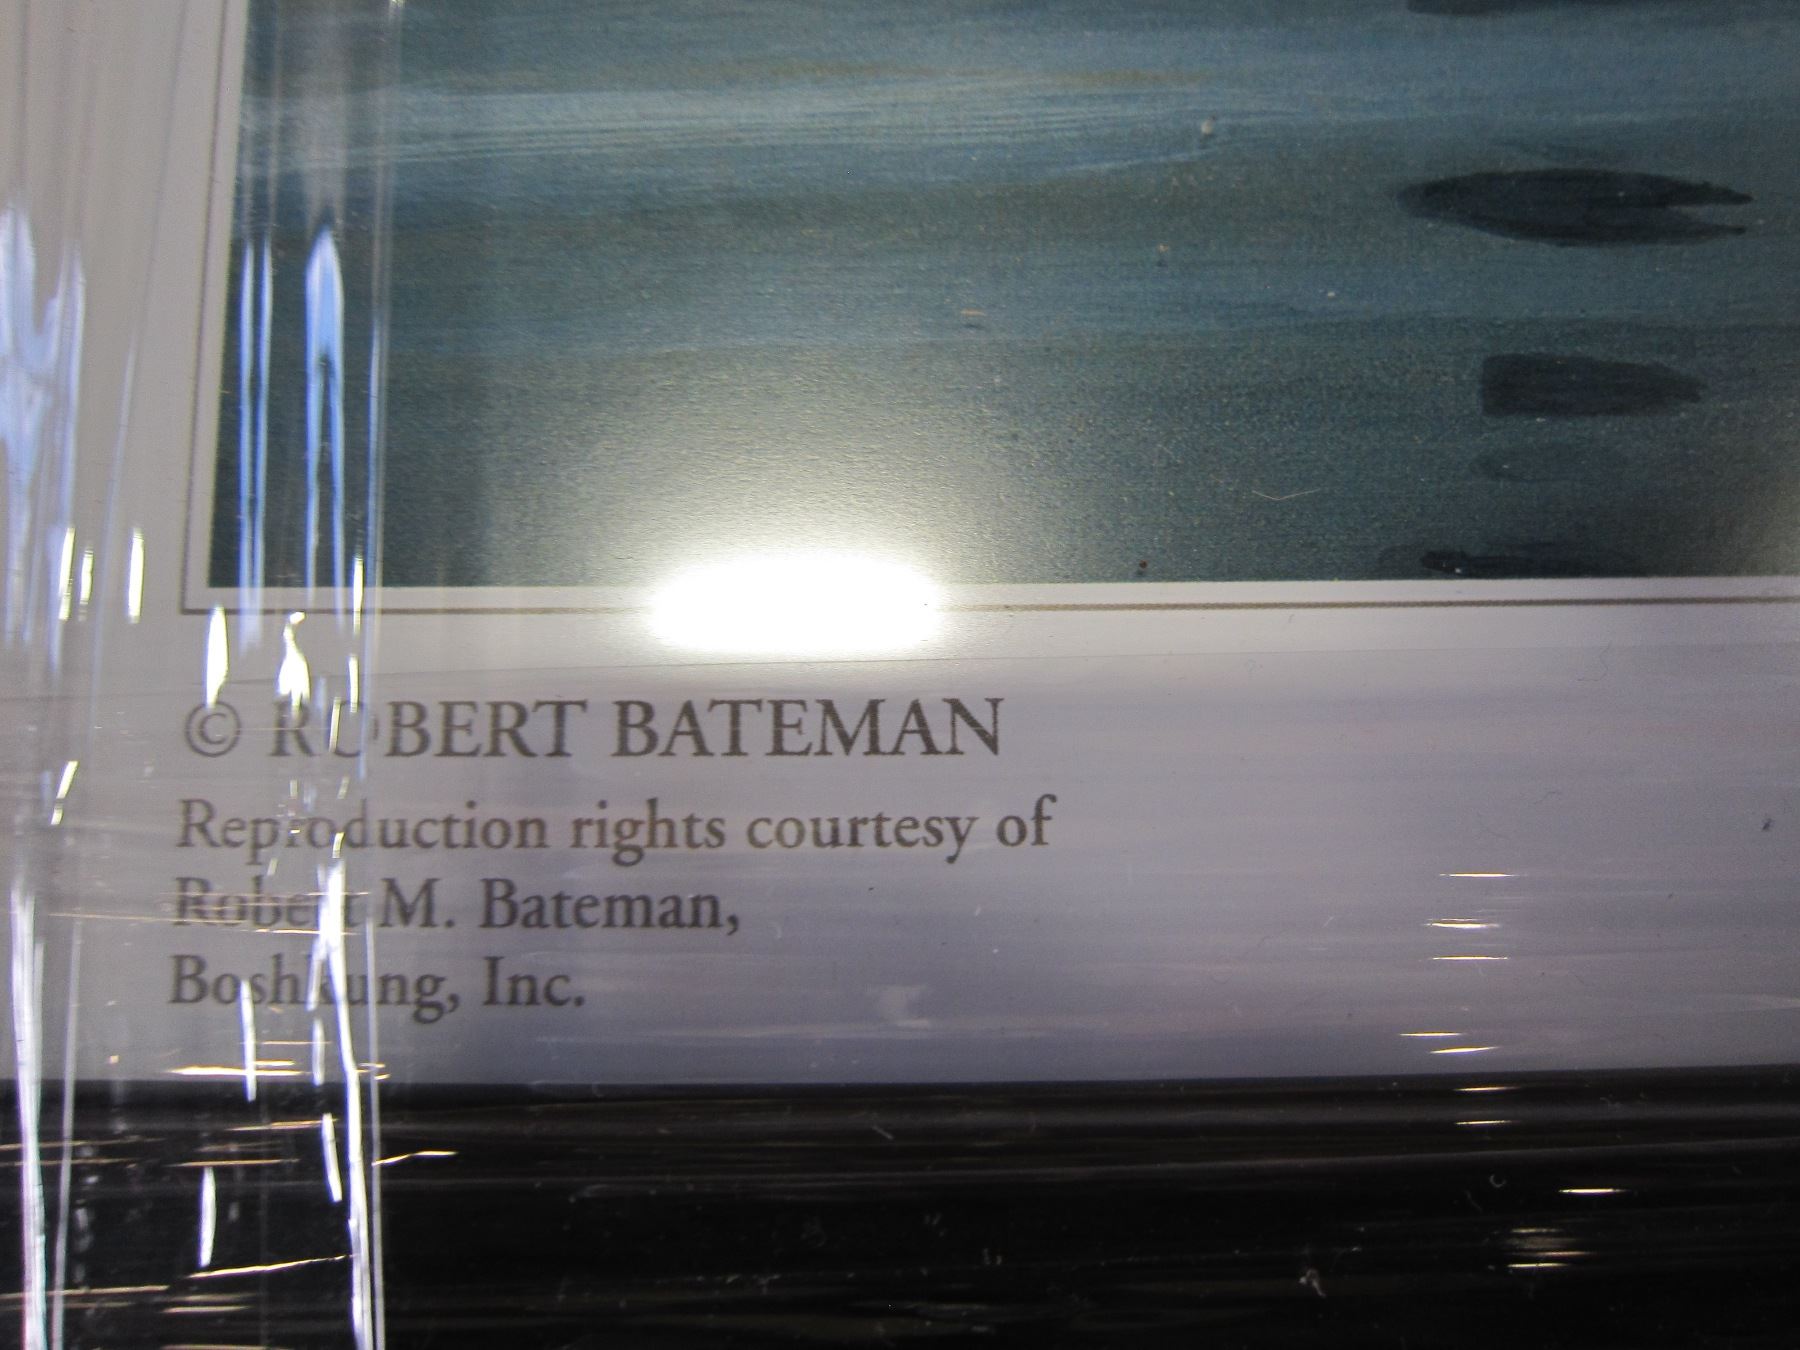 © ROBERT BATEMAN
Reproduction rights courtesy of
Robert M. Bateman,
Boshkung, Inc.